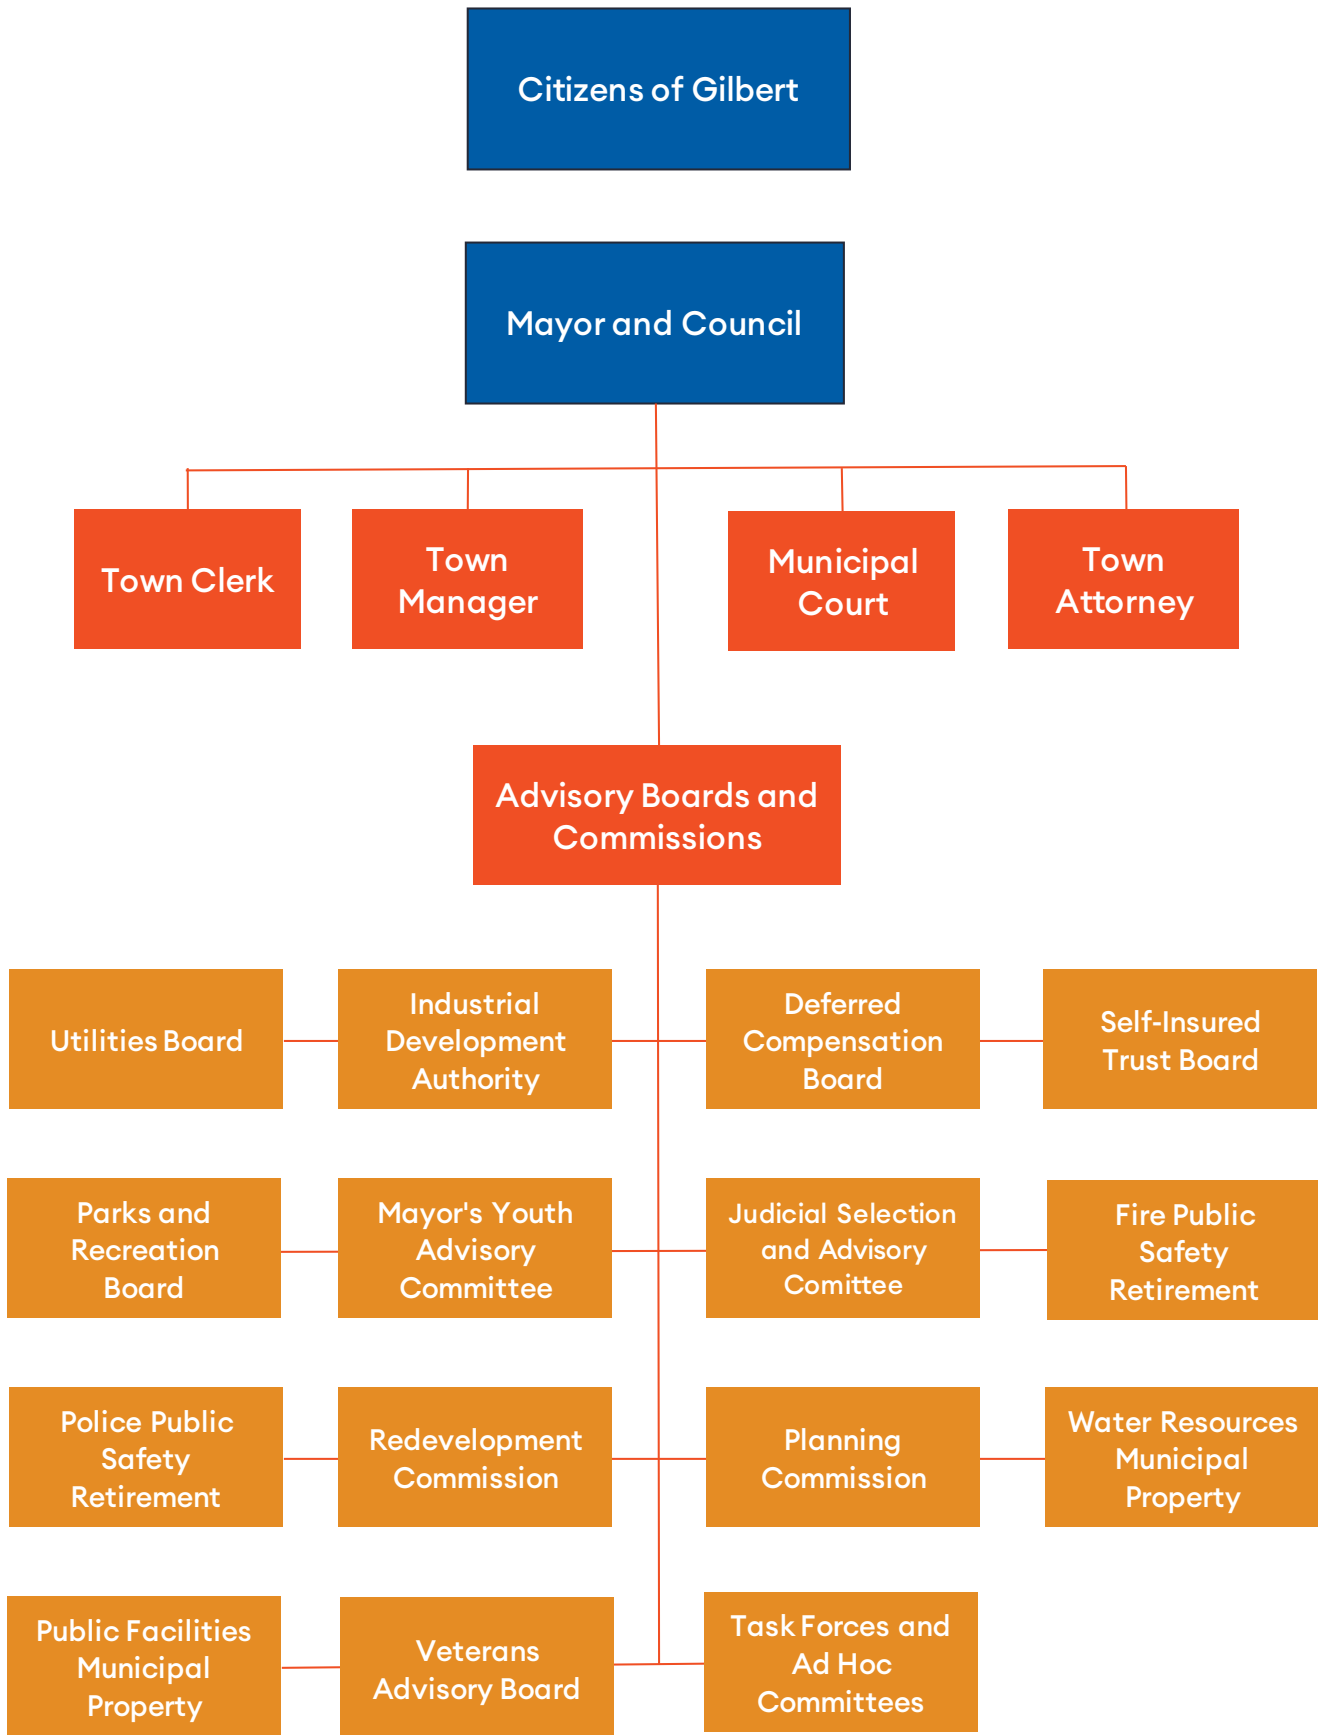 Citizens of Gilbert
Mayor and Council
Town Clerk
Town
Manager
Municipal
Court
Town
Attorney
Advisory Boards and
Commissions
Utilities Board
Industrial
Development
Authority
Deferred
Compensation
Board
Self-Insured
Trust Board
Parks and
Recreation
Board
Mayor's Youth
Advisory
Committee
Judicial Selection
and Advisory
Comittee
Fire Public
Safety
Retirement
Police Public
Safety
Retirement
Redevelopment
Commission
Planning
Commission
Water Resources
Municipal
Property
Public Facilities
Municipal
Property
Veterans
Advisory Board
Task Forces and
Ad Hoc
Committees